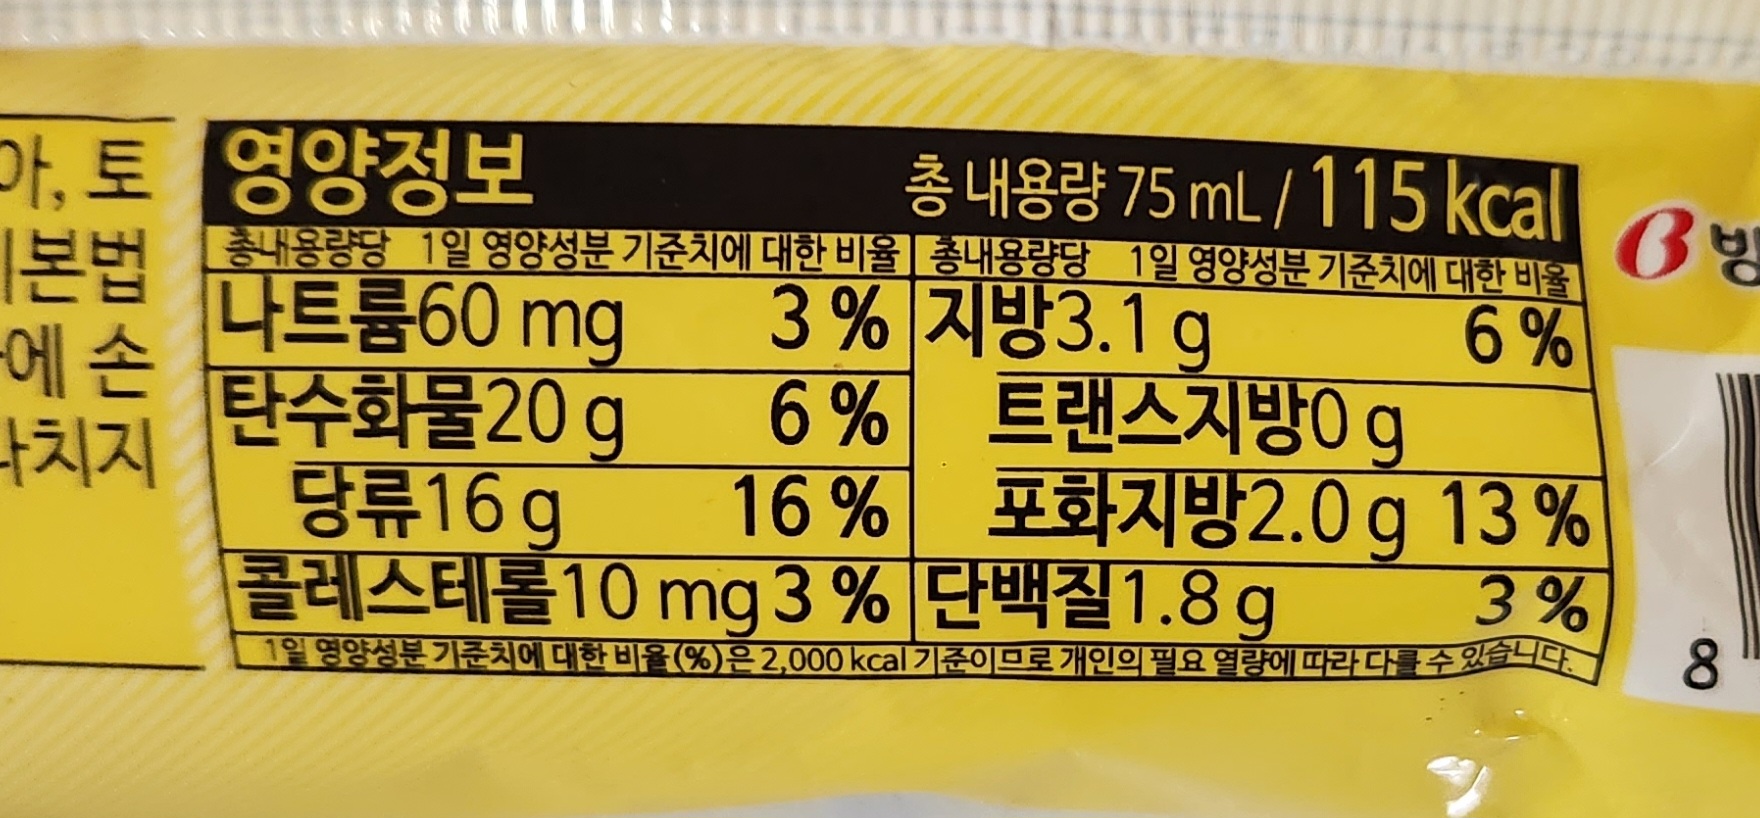 아, 토
본법
에 손
치지
영양정보 총 내용량 75 mL / 115 kcal
총내용량당 1일 영양성분 기준치에 대한 비율 총내용량당 1일 영양성분 기준치에 대한 비율
나트륨60 mg 3 % 지방3.1 g 6 %
탄수화물20 g 6 % 트랜스지방0 g
당류16 g 16 % 포화지방2.0 g 13 %
콜레스테롤10 mg 3 % 단백질1.8 g 3 %
1일 영양성분 기준치에 대한 비율(%)은 2,000 kcal 기준이므로 개인의 필요 열량에 따라 다를 수 있습니다.
B 빙
8